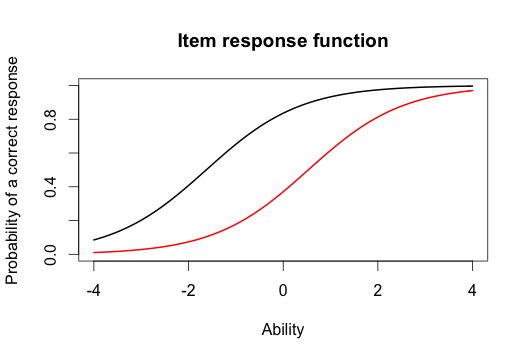 Item response function
Probability of a correct response
0.8
0.4
0.0
-4 -2 0 2 4
Ability